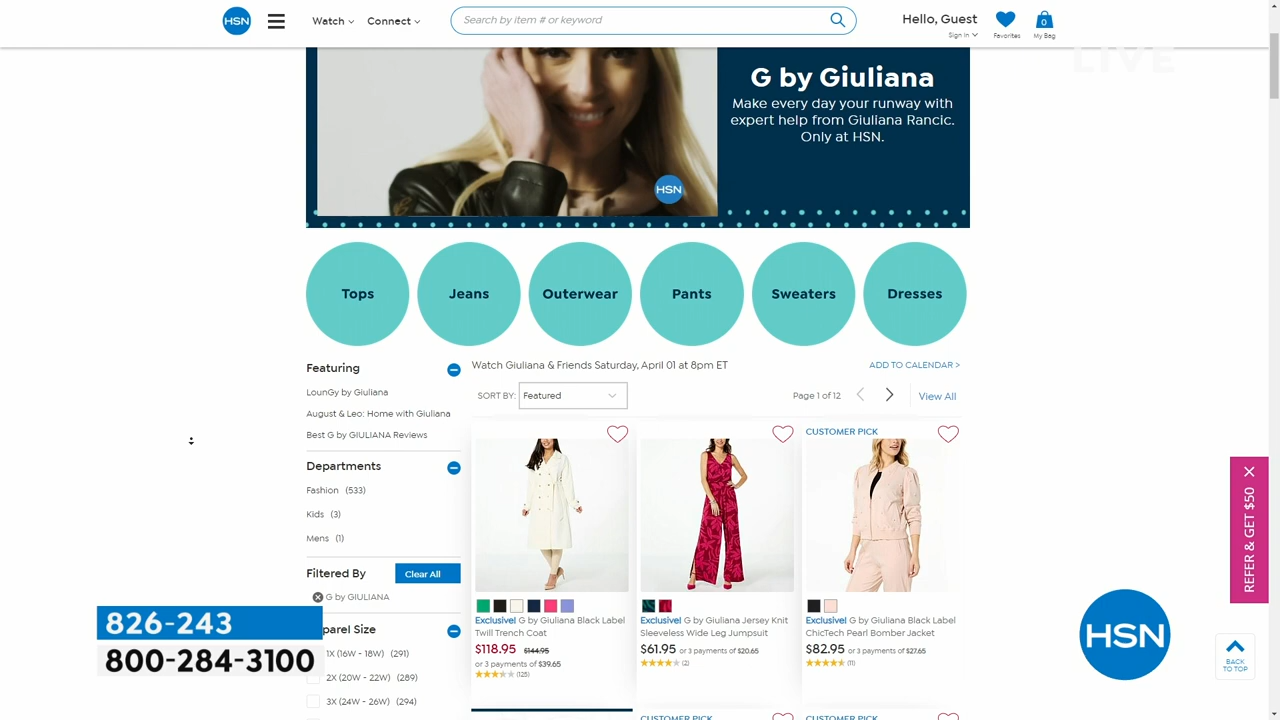 HSN
Watch
Connect
Search by item # or keyword
Hello, Guest
Sign In
Favorites
0
My Bag
LIVE
G by Giuliana
Make every day your runway with
expert help from Giuliana Rancic.
Only at HSN.
HSN
Tops
Jeans
Outerwear
Pants
Sweaters
Dresses
Featuring
LounGy by Giuliana
August & Leo: Home with Giuliana
Best G by GIULIANA Reviews
Departments
Fashion (533)
Kids (3)
Mens (1)
Filtered By
Clear All
G by GIULIANA
parel Size
1X (16W - 18W) (291)
2X (20W - 22W) (289)
3X (24W - 26W) (294)
Watch Giuliana & Friends Saturday, April 01 at 8pm ET
ADD TO CALENDAR >
SORT BY: Featured
Page 1 of 12
View All
Exclusive! G by Giuliana Black Label
Twill Trench Coat
$118.95 $144.95
or 3 payments of $39.65
(125)
Exclusive! G by Giuliana Jersey Knit
Sleeveless Wide Leg Jumpsuit
$61.95 or 3 payments of $20.65
(2)
CUSTOMER PICK
Exclusive! G by Giuliana Black Label
ChicTech Pearl Bomber Jacket
$82.95 or 3 payments of $27.65
(11)
CUSTOMER PICK
CUSTOMER PICK
REFER & GET $50
826-243
800-284-3100
HSN
BACK
TO TOP